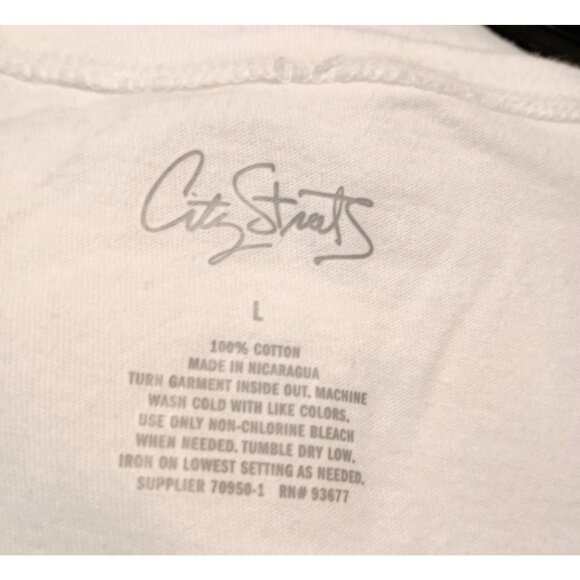 City Streets
L
100% COTTON
MADE IN NICARAGUA
TURN GARMENT INSIDE OUT. MACHINE
WASH COLD WITH LIKE COLORS.
USE ONLY NON-CHLORINE BLEACH
WHEN NEEDED. TUMBLE DRY LOW.
IRON ON LOWEST SETTING AS NEEDED.
SUPPLIER 70950-1 RN# 93677